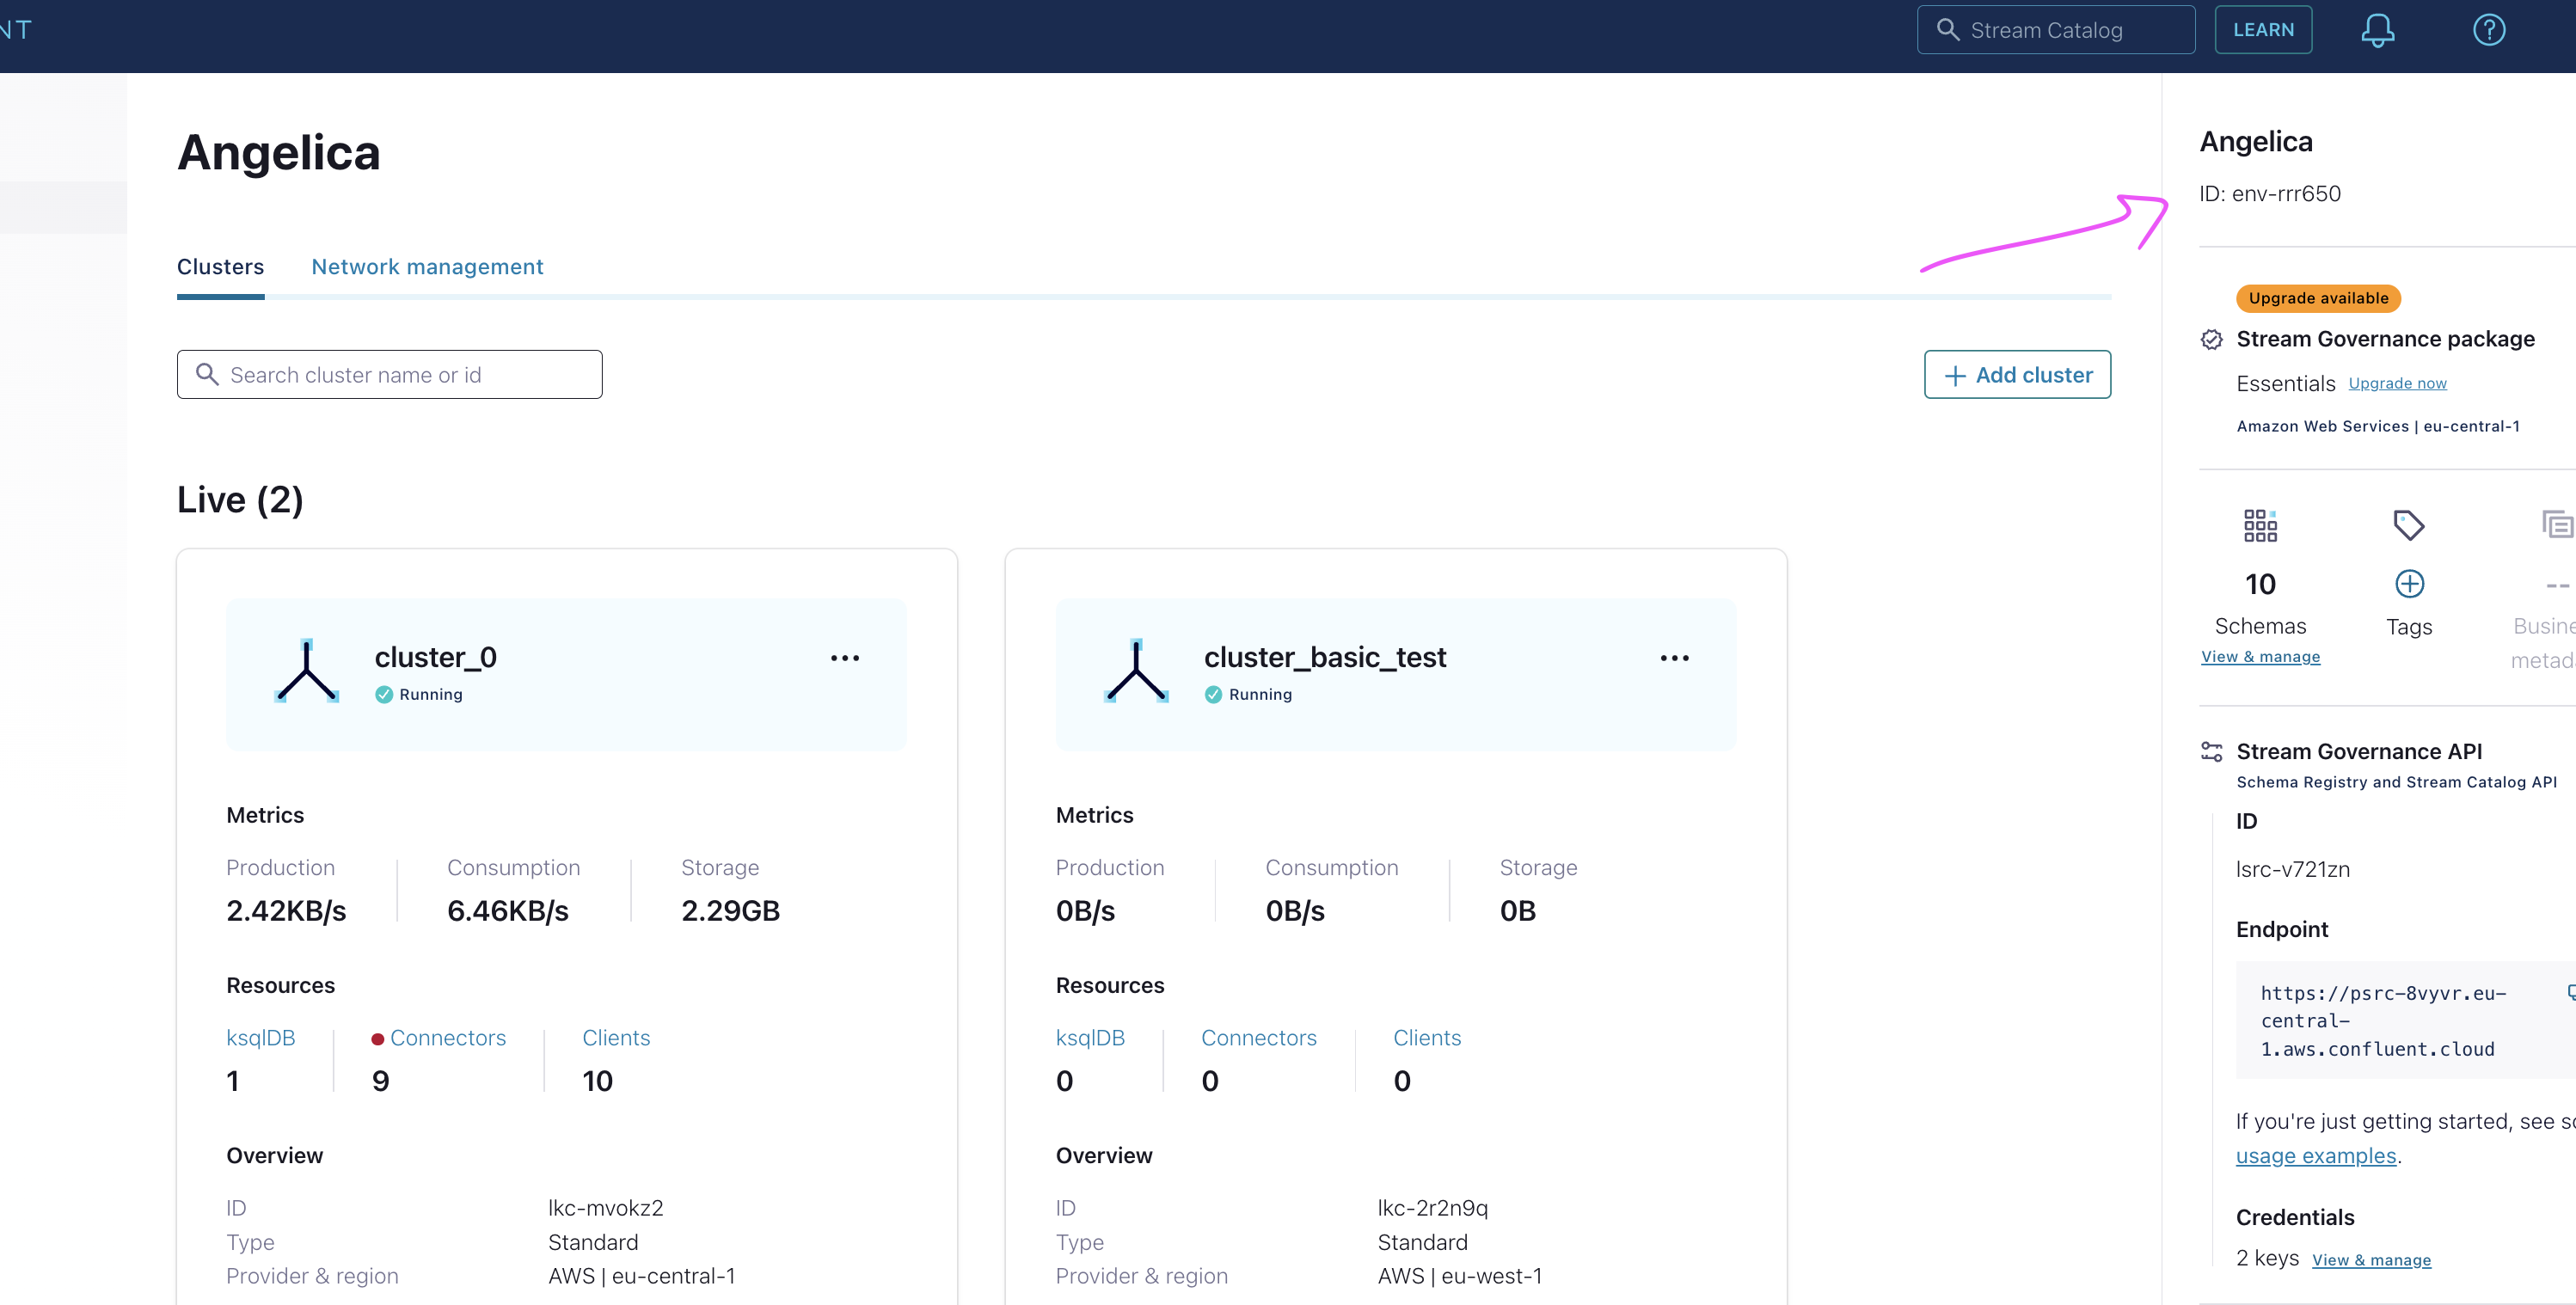 NT
Stream Catalog
LEARN
Angelica
Clusters
Network management
Search cluster name or id
Add cluster
Live (2)
cluster_0
Running
Metrics
Production
Consumption
Storage
2.42KB/s
6.46KB/s
2.29GB
Resources
ksqlDB
Connectors
Clients
1
9
10
Overview
ID
lkc-mvokz2
Type
Standard
Provider & region
AWS | eu-central-1
cluster_basic_test
Running
Metrics
Production
Consumption
Storage
0B/s
0B/s
0B
Resources
ksqlDB
Connectors
Clients
0
0
0
Overview
ID
lkc-2r2n9q
Type
Standard
Provider & region
AWS | eu-west-1
Angelica
ID: env-rrr650
Upgrade available
Stream Governance package
Essentials Upgrade now
Amazon Web Services | eu-central-1
10
Schemas
View & manage
Tags
--
Busine
metad
Stream Governance API
Schema Registry and Stream Catalog API
ID
lsrc-v721zn
Endpoint
https://psrc-8vyvr.eu-
central-
1.aws.confluent.cloud
If you're just getting started, see
usage examples.
Credentials
2 keys View & manage